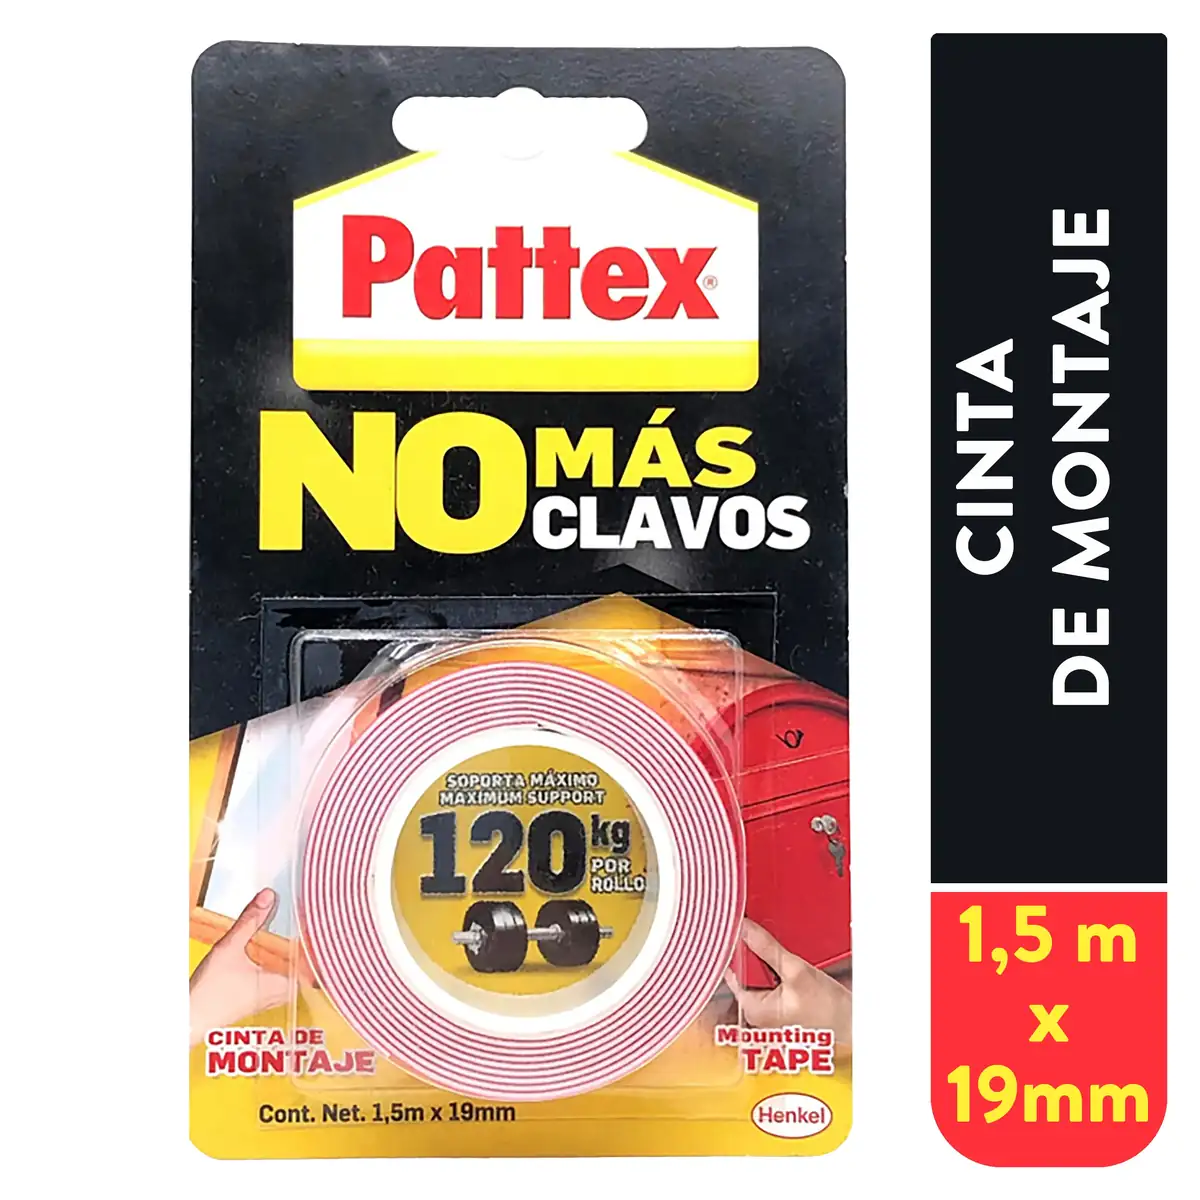 Pattex®
NO MÁS
CLAVOS
SOPORTA MÁXIMO
MAXIMUM SUPPORT
120 kg
POR
ROLLO
CINTA DE
MONTAJE
Mounting
TAPE
Cont. Net. 1,5m x 19mm
Henkel
CINTA
DE MONTAJE
1,5 m
x
19mm